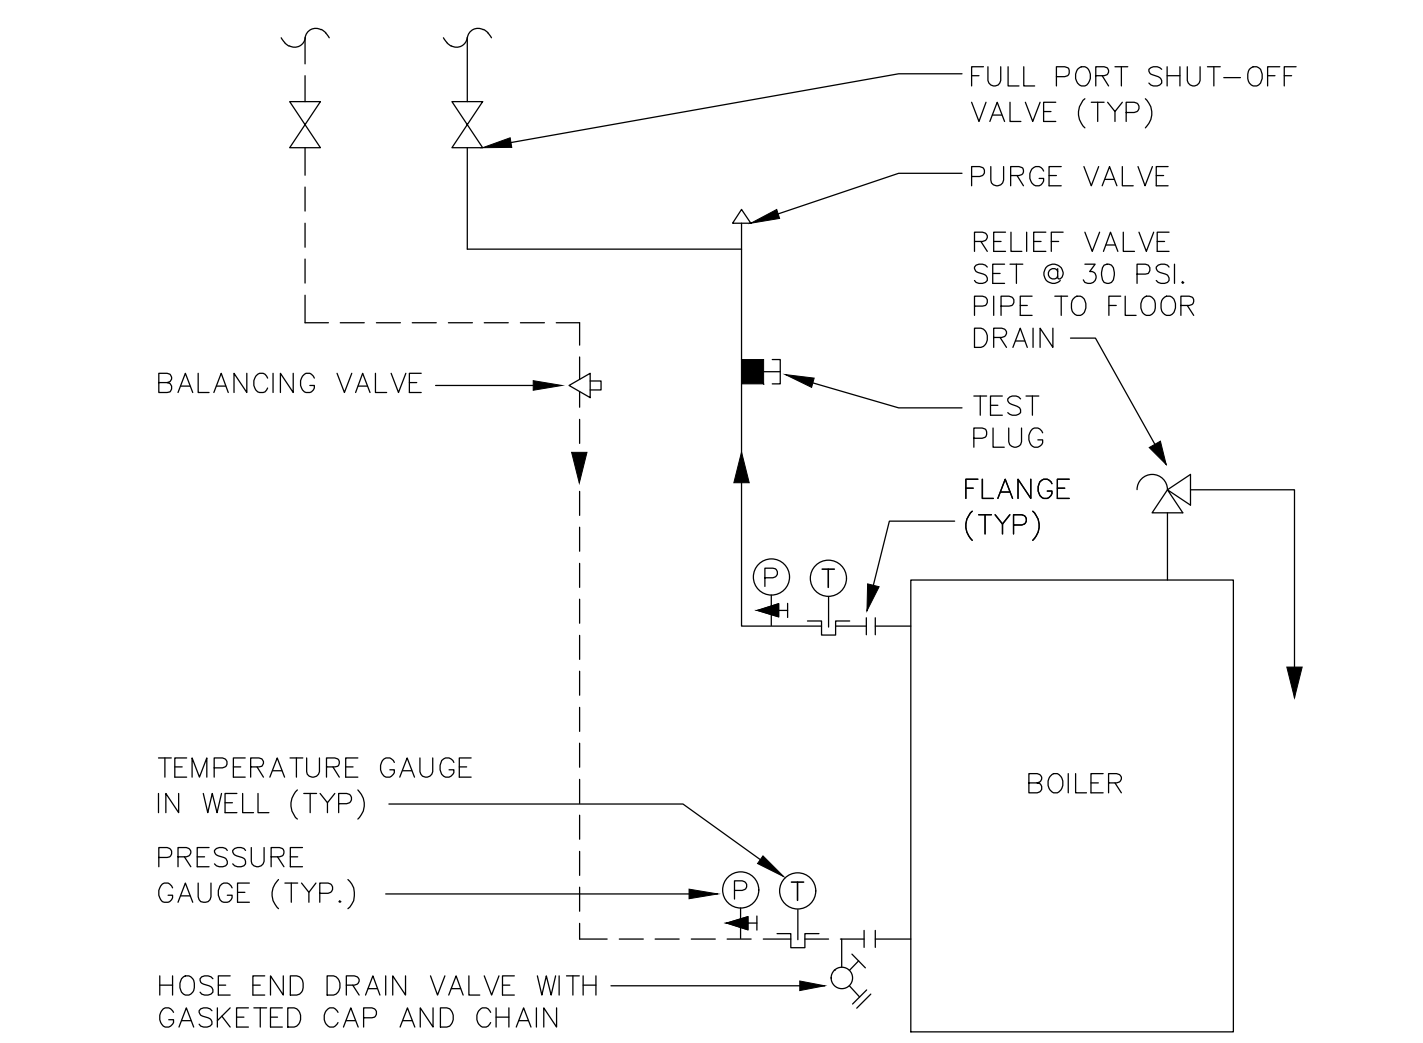 FULL PORT SHUT-OFF
VALVE (TYP)
PURGE VALVE
RELIEF VALVE
SET @ 30 PSI.
PIPE TO FLOOR
DRAIN
BALANCING VALVE
TEST
PLUG
FLANGE
(TYP)
P
T
BOILER
TEMPERATURE GAUGE
IN WELL (TYP)
PRESSURE
GAUGE (TYP.)
P
T
HOSE END DRAIN VALVE WITH
GASKETED CAP AND CHAIN